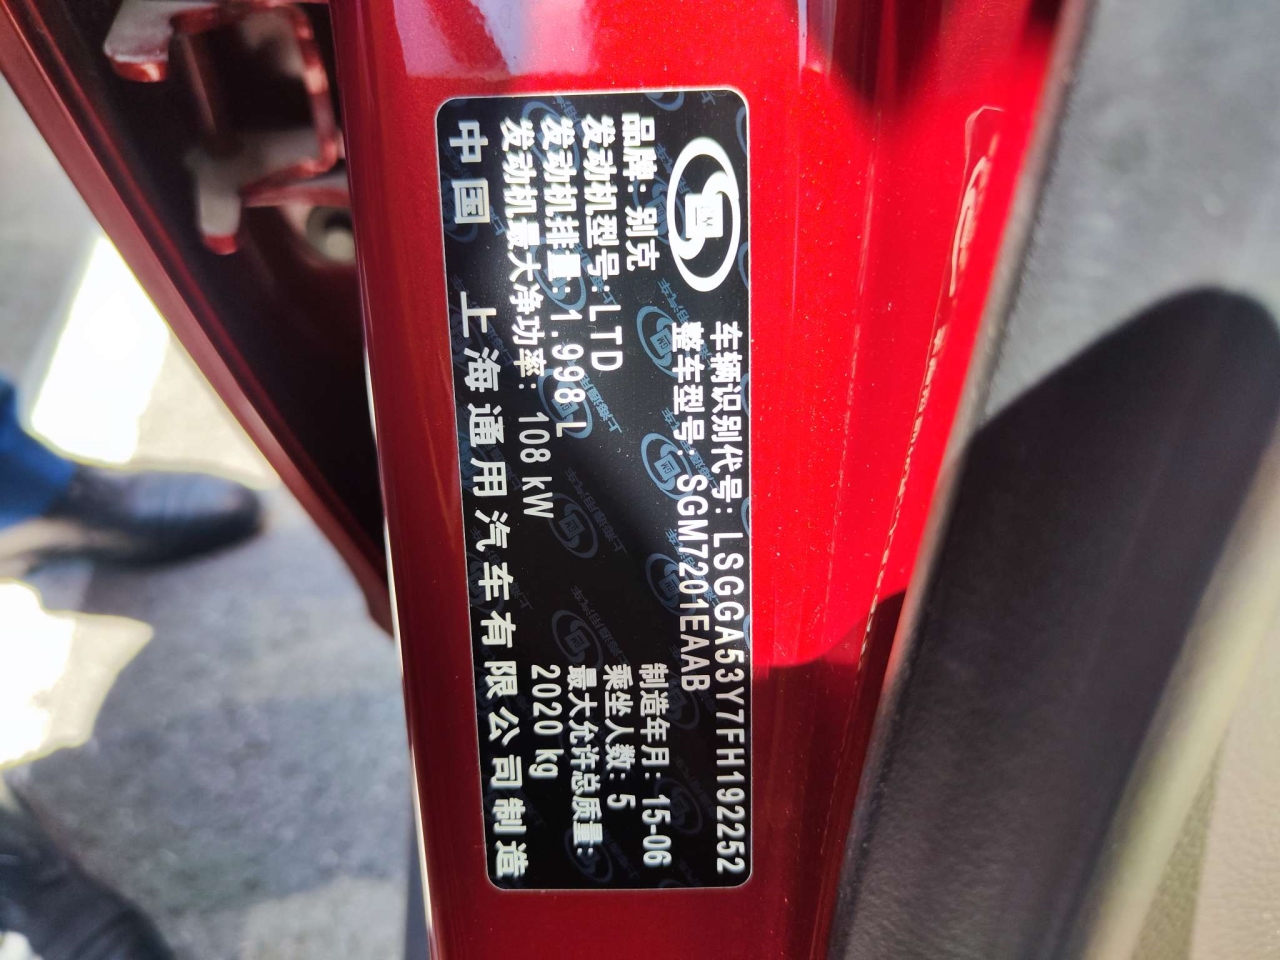 车辆识别代号: LSGGA53Y7FH192252
整车型号: SGM7201EAAB
品牌: 别克
制造年月: 15-06
发动机型号: LTD
乘坐人数: 5
发动机排量: 1.998 L
最大允许总质量:
发动机最大净功率: 108 kW
2020 kg
中国 上海通用汽车有限公司制造